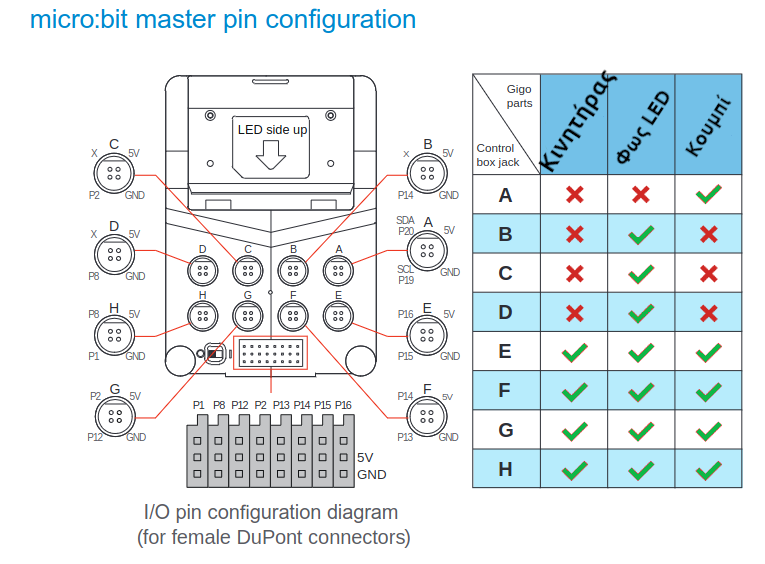 micro:bit master pin configuration
LED side up
C
X 5V
P2 GND
D
X 5V
P8 GND
H
P8 5V
P1 GND
G
P2 5V
P12 GND
B
X 5V
P14 GND
A
SDA
P20
5V
SCL
P19
GND
E
P16 5V
P15 GND
F
P14 5V
P13 GND
D C B A
H G F E
P1 P8 P12 P2 P13 P14 P15 P16
5V
GND
I/O pin configuration diagram
(for female DuPont connectors)
Gigo
parts
Control
box jack
Κινητήρας
Φως LED
Κουμπί
A
B
C
D
E
F
G
H